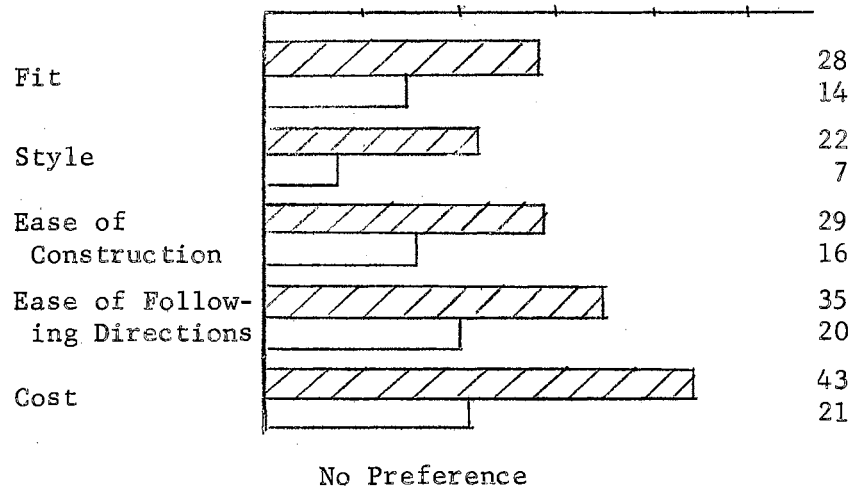 28
Fit
14
22
Style
7
Ease of 29
Construction 16
Ease of Follow- 35
ing Directions 20
43
Cost
21
No Preference